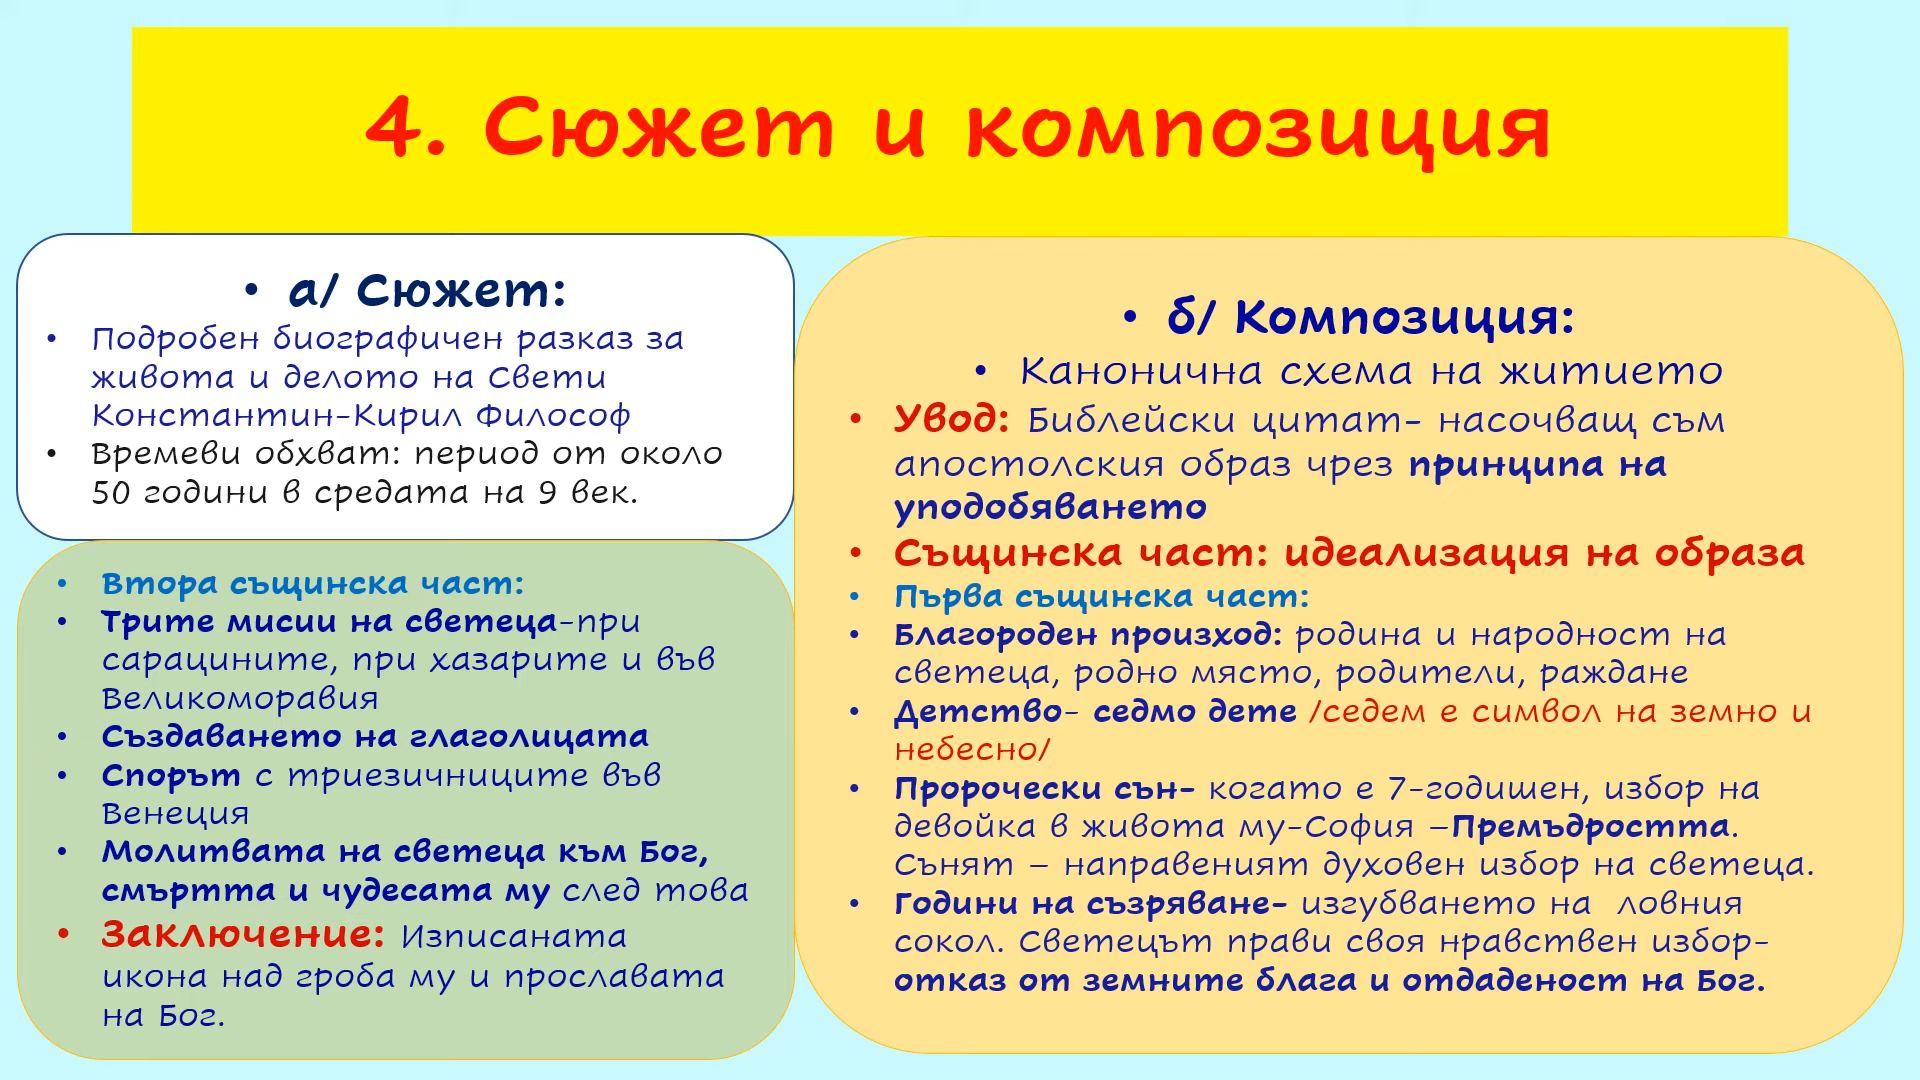 4. Сюжет и композиция
• а/ Сюжет:
• Подробен биографичен разказ за
живота и делото на Свети
Константин-Кирил Философ
• Времеви обхват: период от около
50 години в средата на 9 век.
• б/ Композиция:
• Канонична схема на житието
• Увод: Библейски цитат- насочващ съм
апостолския образ чрез принципа на
уподобяването
• Същинска част: идеализация на образа
• Първа същинска част:
• Благороден произход: родина и народност на
светеца, родно място, родители, раждане
• Детство- седмо дете /седем е символ на земно и
небесно/
• Пророчески сън- когато е 7-годишен, избор на
девойка в живота му-София –Премъдростта.
Сънят – направеният духовен избор на светеца.
• Години на съзряване- изгубването на ловния
сокол. Светецът прави своя нравствен избор-
отказ от земните блага и отдаденост на Бог.
• Втора същинска част:
• Трите мисии на светеца-при
сарацините, при хазарите и във
Великоморавия
• Създаването на глаголицата
• Спорът с триезичниците във
Венеция
• Молитвата на светеца към Бог,
смъртта и чудесата му след това
• Заключение: Изписаната
икона над гроба му и прославата
на Бог.